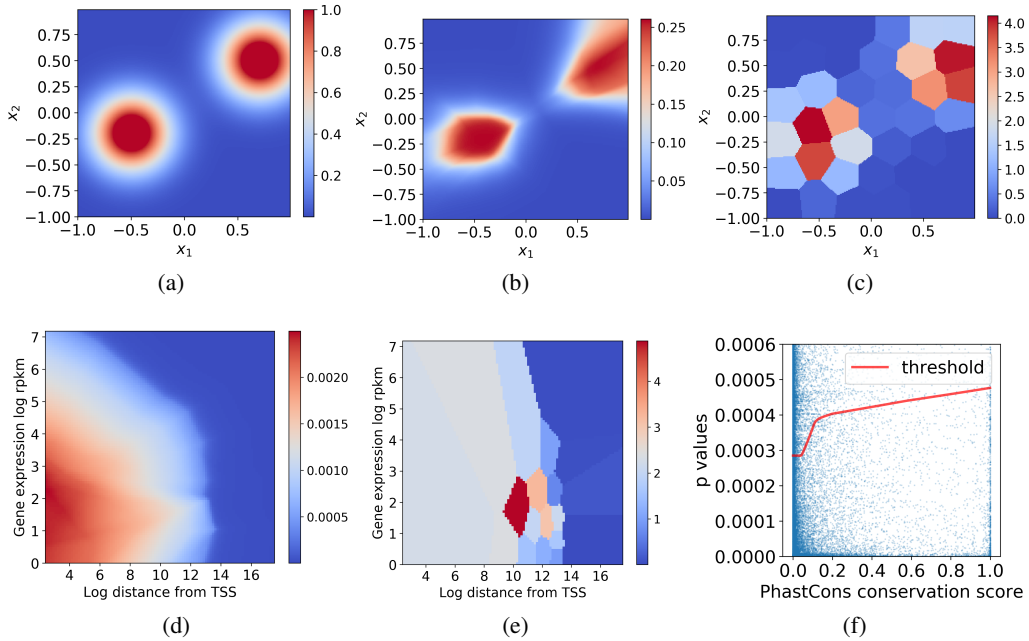 0.75
0.50
0.25
0.00
−0.25
−0.50
−0.75
−1.00
x₂
−1.0 −0.5 0.0 0.5
x₁
1.0
0.8
0.6
0.4
0.2
(a)
0.75
0.50
0.25
0.00
−0.25
−0.50
−0.75
−1.00
x₂
−1.0 −0.5 0.0 0.5
x₁
0.25
0.20
0.15
0.10
0.05
(b)
0.75
0.50
0.25
0.00
−0.25
−0.50
−0.75
−1.00
x₂
−1.0 −0.5 0.0 0.5
x₁
4.0
3.5
3.0
2.5
2.0
1.5
1.0
0.5
0.0
(c)
Gene expression log rpkm
7
6
5
4
3
2
1
0
4 6 8 10 12 14 16
Log distance from TSS
0.0020
0.0015
0.0010
0.0005
(d)
Gene expression log rpkm
7
6
5
4
3
2
1
0
4 6 8 10 12 14 16
Log distance from TSS
4
3
2
1
(e)
p values
0.0006
0.0005
0.0004
0.0003
0.0002
0.0001
0.0000
threshold
0.0 0.2 0.4 0.6 0.8 1.0
PhastCons conservation score
(f)